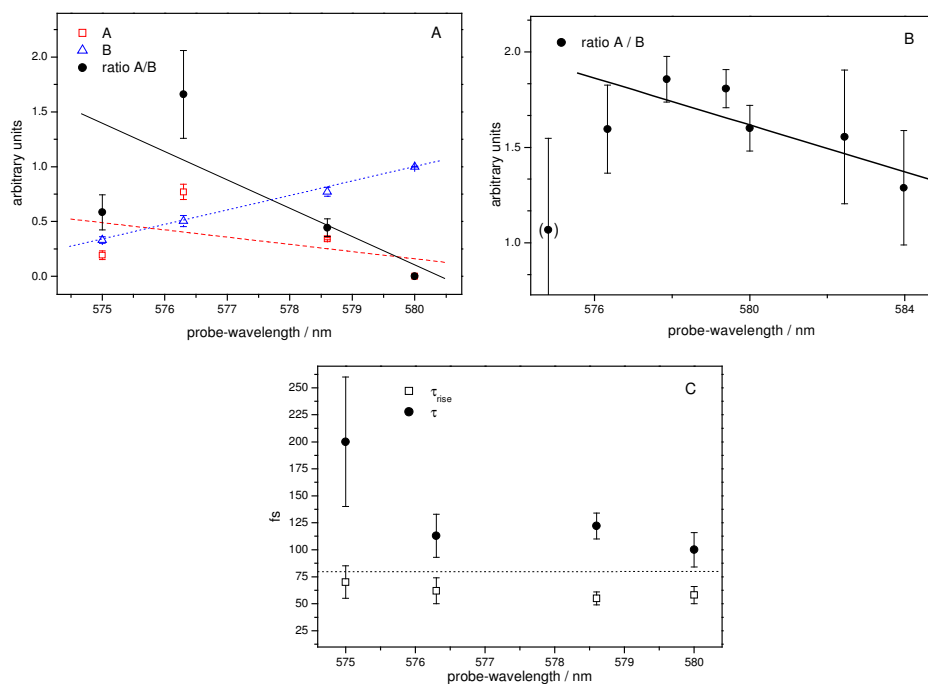 A
A
B
ratio A/B
2.0
1.5
1.0
0.5
0.0
arbitrary units
575
576
577
578
579
580
probe-wavelength / nm
B
ratio A / B
2.0
1.5
1.0
( )
arbitrary units
576
578
580
582
584
probe-wavelength / nm
C
τrise
τ
250
225
200
175
150
125
100
75
50
25
fs
575
576
577
578
579
580
probe-wavelength / nm